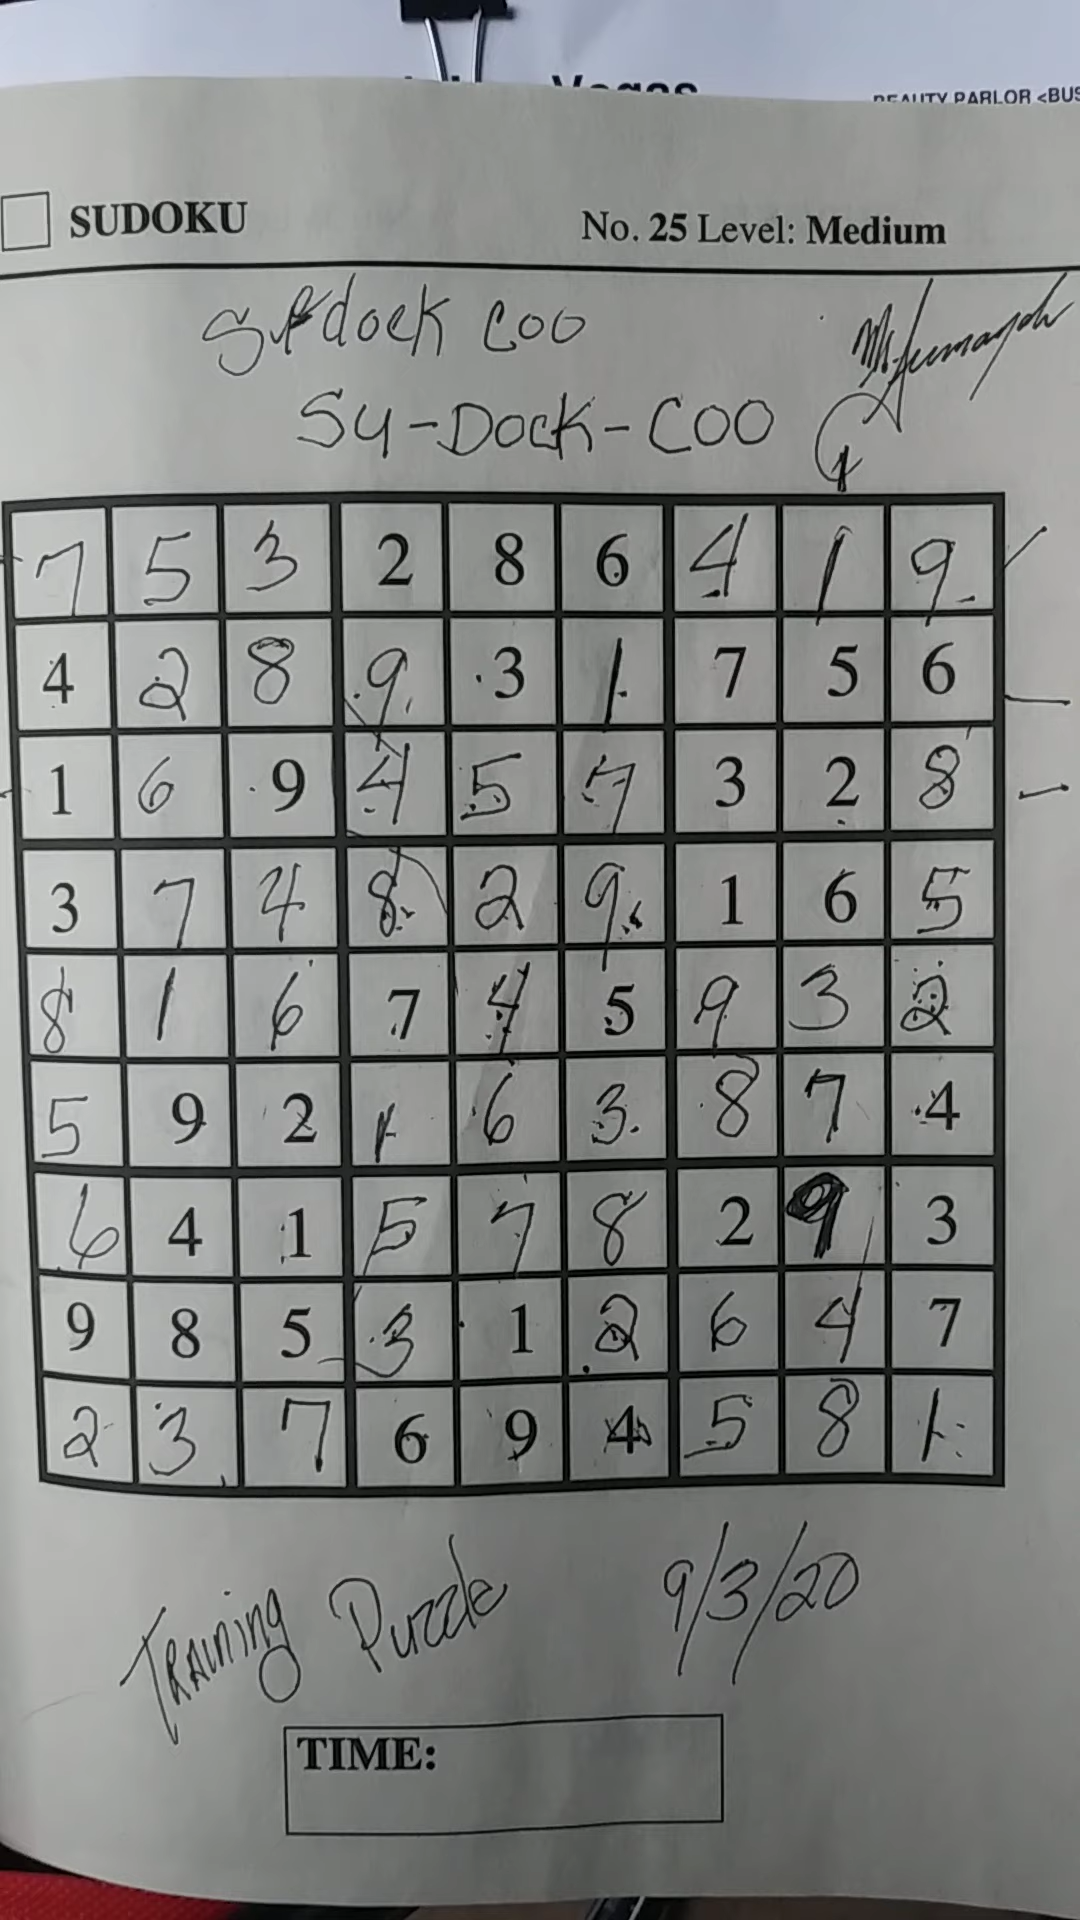 BEAUTY PARLOR <BUS
SUDOKU No. 25 Level: Medium
Sudock coo
Su-Dock-Coo
7 5 3 2 8 6 4 1 9
4 2 8 9 3 1 7 5 6
1 6 9 4 5 7 3 2 8
3 7 4 8 2 9 1 6 5
8 1 6 7 4 5 9 3 2
5 9 2 1 6 3 8 7 4
6 4 1 5 7 8 2 9 3
9 8 5 3 1 2 6 4 7
2 3 7 6 9 4 5 8 1
Training Puzzle 9/3/20
TIME: